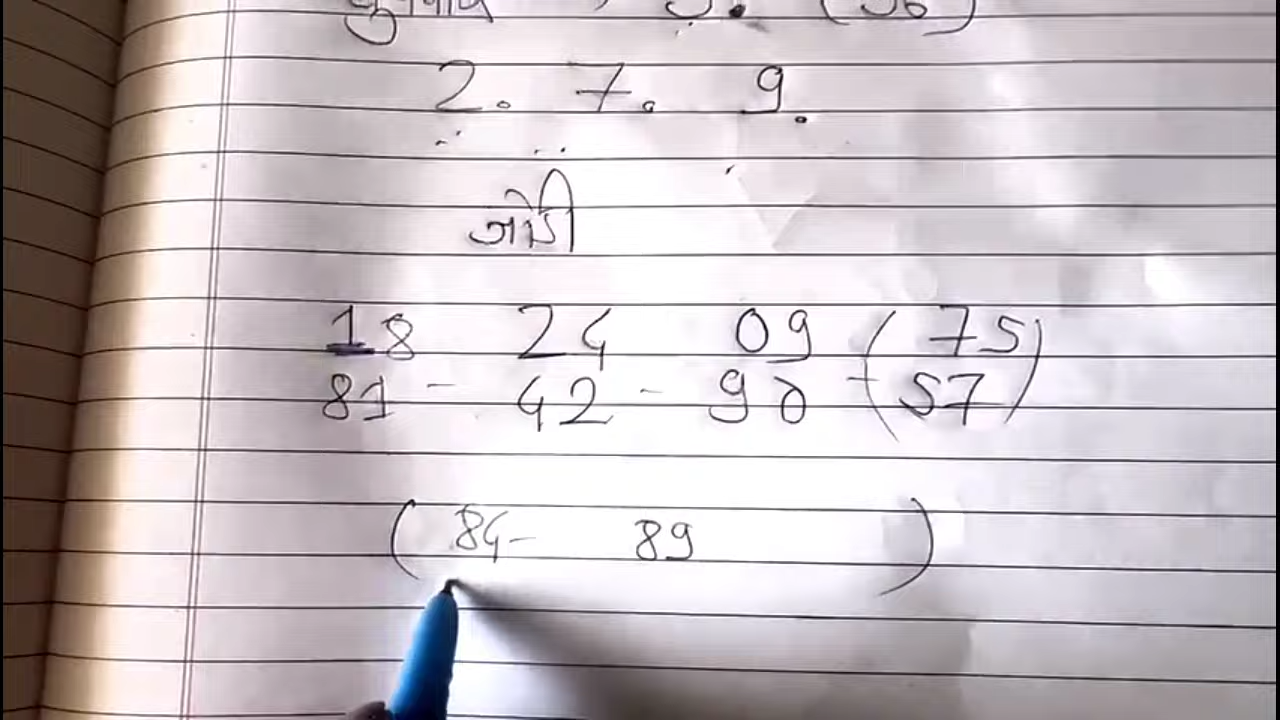 2. 7. 9.
जोडी
18 24 09 ( 75 )
81 - 42 - 90 - ( 57 )
( 84- 89 )